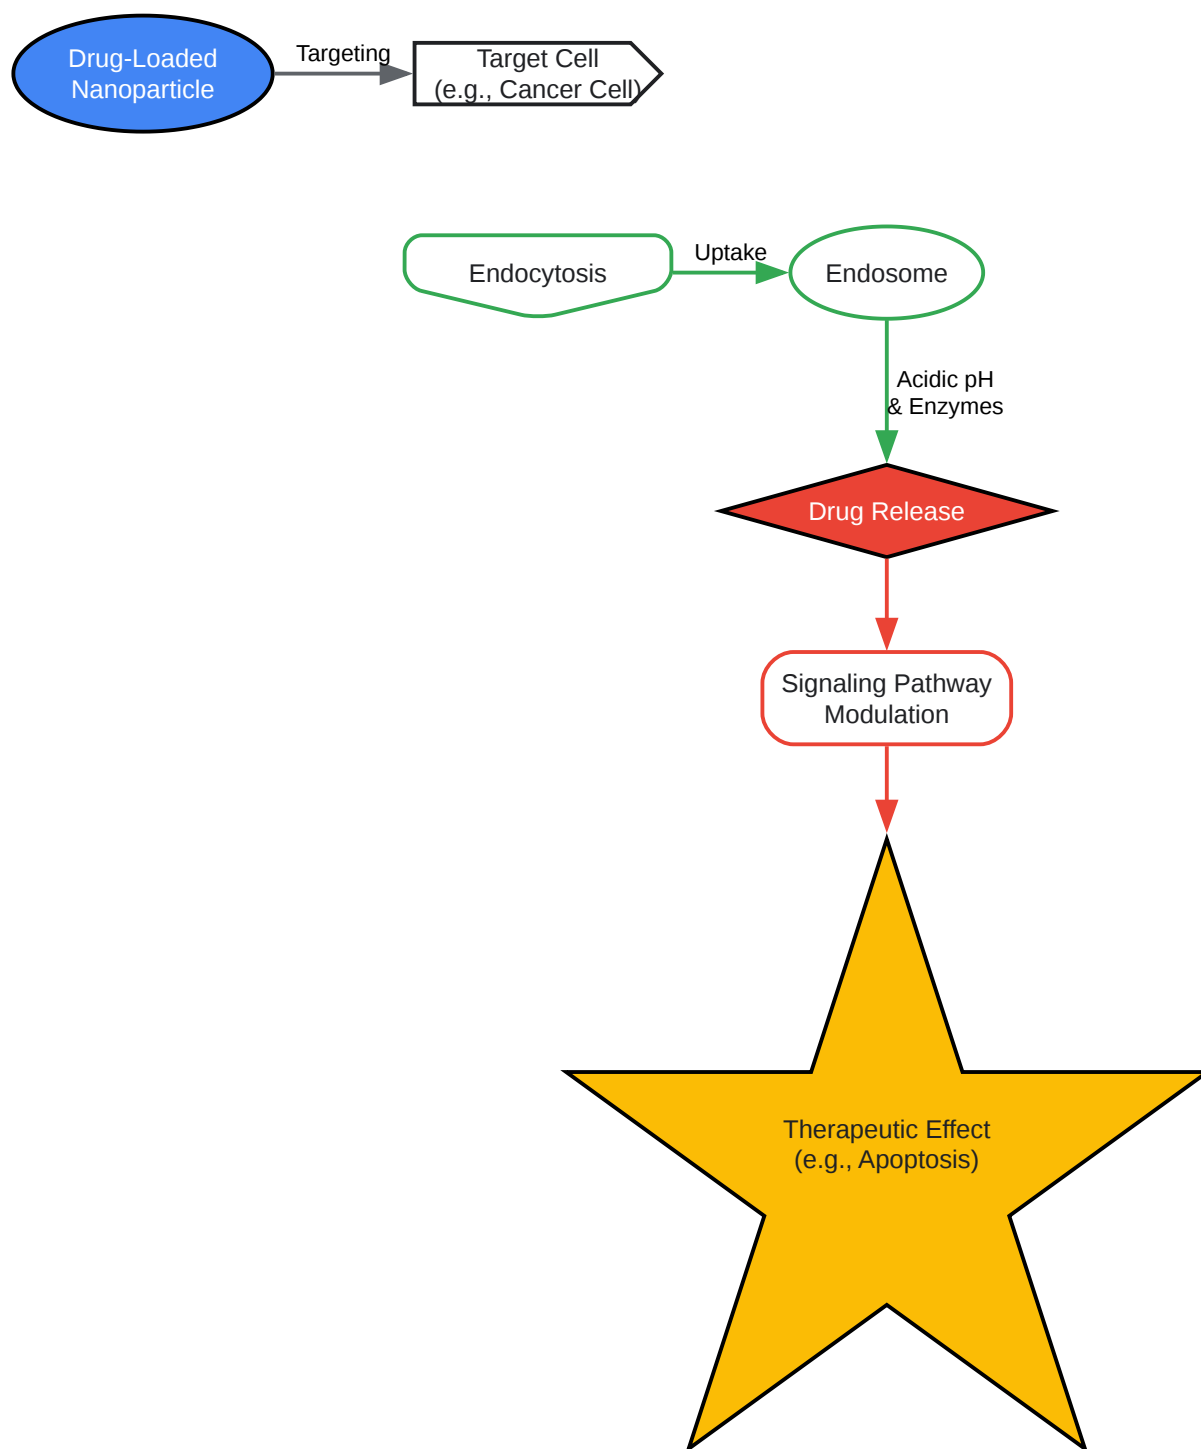 Drug-Loaded
Nanoparticle
Targeting
Target Cell
(e.g., Cancer Cell)
Endocytosis
Uptake
Endosome
Acidic pH
& Enzymes
Drug Release
Signaling Pathway
Modulation
Therapeutic Effect
(e.g., Apoptosis)